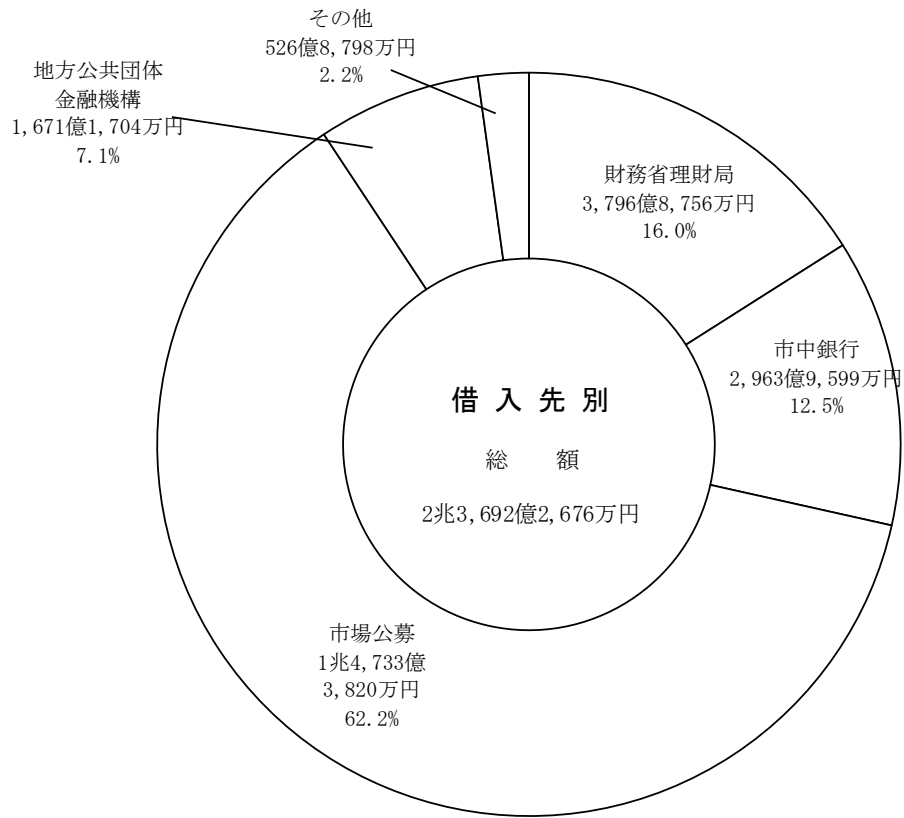 その他
526億8,798万円
2.2%
地方公共団体
金融機構
1,671億1,704万円
7.1%
財務省理財局
3,796億8,756万円
16.0%
市中銀行
2,963億9,599万円
12.5%
借入先別
総　額
2兆3,692億2,676万円
市場公募
1兆4,733億
3,820万円
62.2%